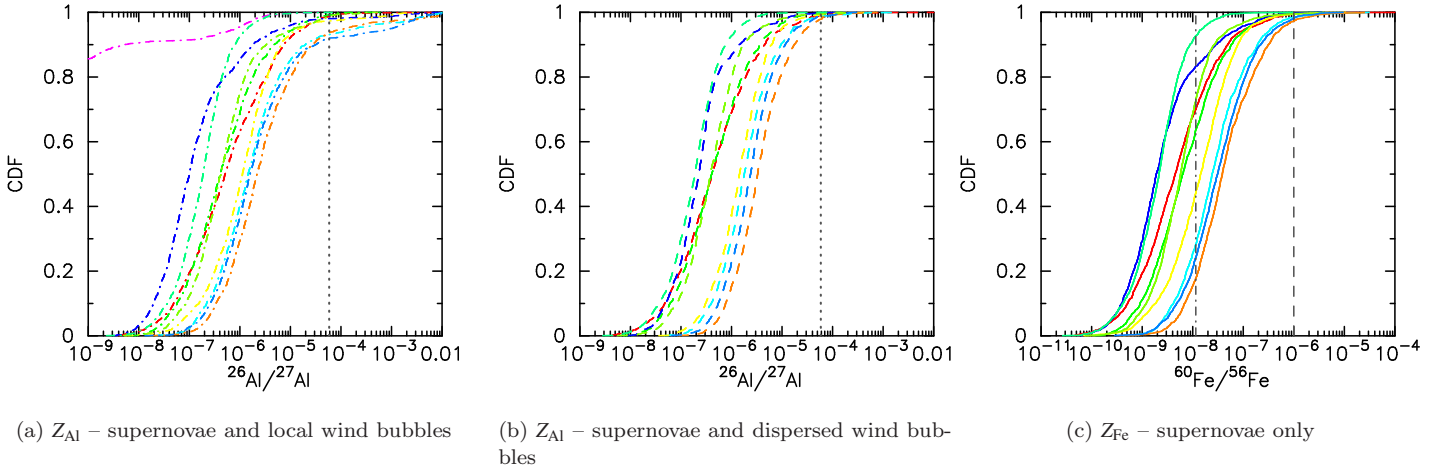 1
0.8
0.6
0.4
0.2
0
CDF
10⁻⁹ 10⁻⁸ 10⁻⁷ 10⁻⁶ 10⁻⁵ 10⁻⁴ 10⁻³ 0.01
²⁶Al/²⁷Al
1
0.8
0.6
0.4
0.2
0
CDF
10⁻⁹ 10⁻⁸ 10⁻⁷ 10⁻⁶ 10⁻⁵ 10⁻⁴ 10⁻³ 0.01
²⁶Al/²⁷Al
1
0.8
0.6
0.4
0.2
0
CDF
10⁻¹¹ 10⁻¹⁰ 10⁻⁹ 10⁻⁸ 10⁻⁷ 10⁻⁶ 10⁻⁵ 10⁻⁴
⁶⁰Fe/⁵⁶Fe
(a) Z_Al – supernovae and local wind bubbles
(b) Z_Al – supernovae and dispersed wind bub-
bles
(c) Z_Fe – supernovae only